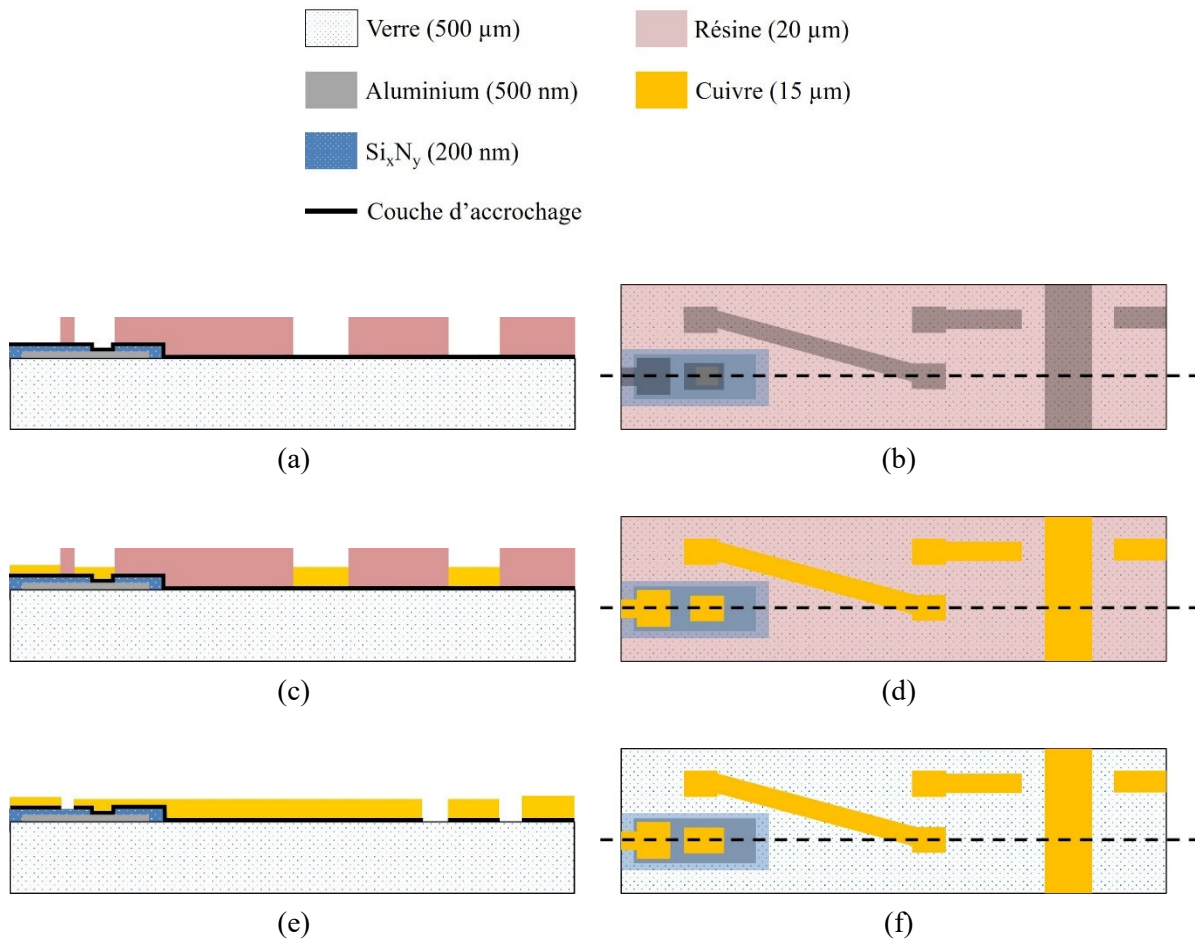 Verre (500 µm)
Résine (20 µm)
Aluminium (500 nm)
Cuivre (15 µm)
SixNy (200 nm)
Couche d'accrochage
(a)
(b)
(c)
(d)
(e)
(f)